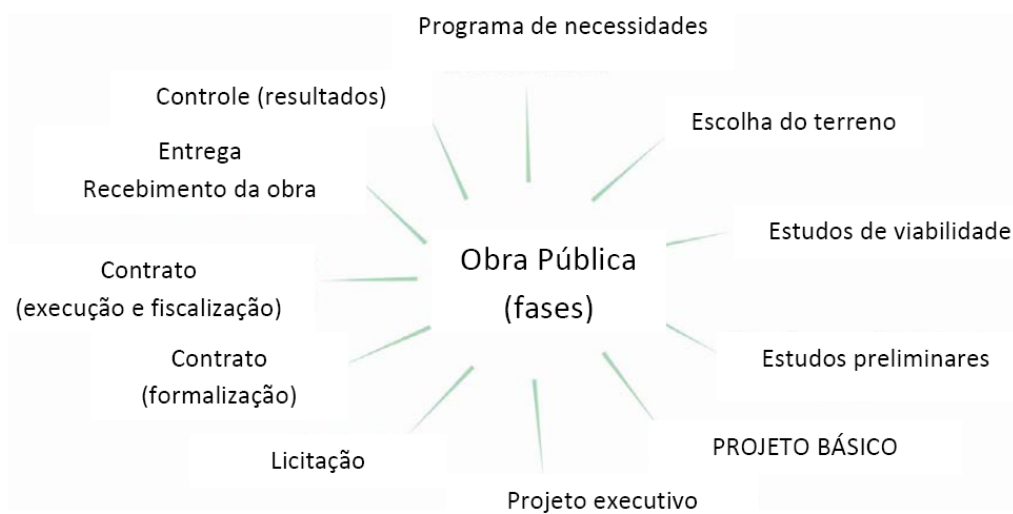 Programa de necessidades
Controle (resultados)
Escolha do terreno
Entrega
Recebimento da obra
Estudos de viabilidade
Obra Pública
(fases)
Contrato
(execução e fiscalização)
Contrato
(formalização)
Estudos preliminares
PROJETO BÁSICO
Licitação
Projeto executivo